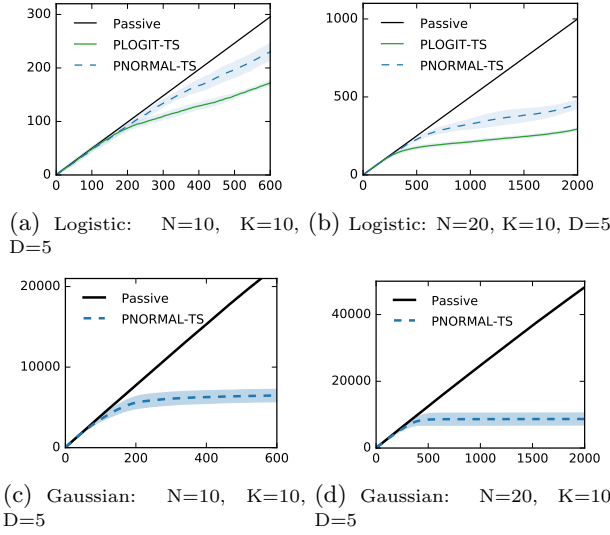 300
200
100
0
0 100 200 300 400 500 600
Passive
PLOGIT-TS
PNORMAL-TS
1000
500
0
0 500 1000 1500 2000
Passive
PLOGIT-TS
PNORMAL-TS
(a) Logistic: N=10, K=10,
D=5
(b) Logistic: N=20, K=10, D=5
20000
10000
0
0 200 400 600
Passive
PNORMAL-TS
40000
20000
0
0 500 1000 1500 2000
Passive
PNORMAL-TS
(c) Gaussian: N=10, K=10,
D=5
(d) Gaussian: N=20, K=10
D=5